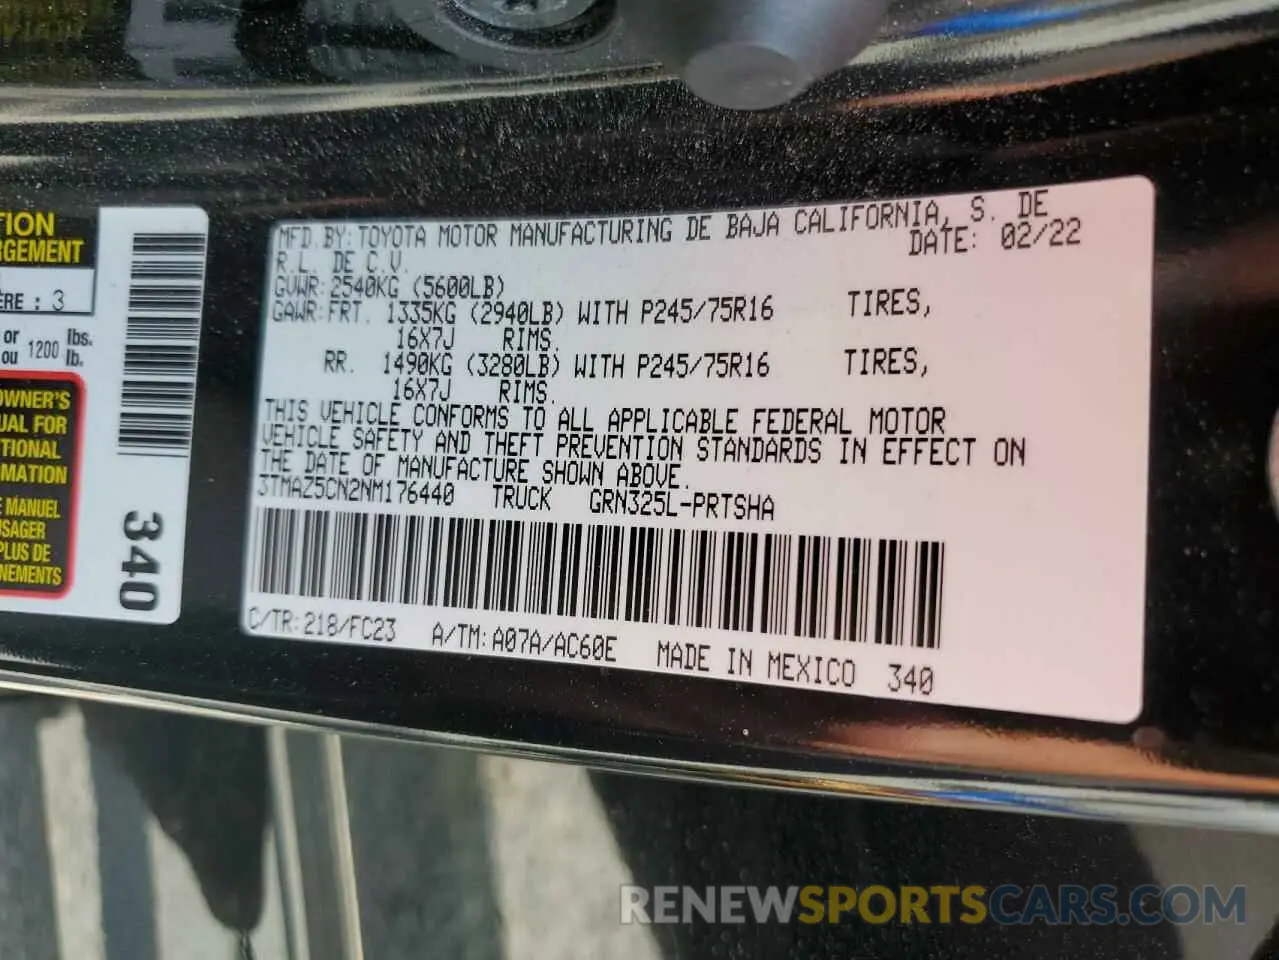 TION
RGEMENT
ÈRE : 3
or
ou 1200 lbs.
lb.
OWNER'S
UAL FOR
TIONAL
MATION
E MANUEL
USAGER
PLUS DE
NEMENTS
340
MFD.BY: TOYOTA MOTOR MANUFACTURING DE BAJA CALIFORNIA, S. DE
R.L. DE C.V. DATE: 02/22
GVWR: 2540KG (5600LB)
GAWR: FRT. 1335KG (2940LB) WITH P245/75R16 TIRES,
16X7J RIMS.
RR. 1490KG (3280LB) WITH P245/75R16 TIRES,
16X7J RIMS.
THIS VEHICLE CONFORMS TO ALL APPLICABLE FEDERAL MOTOR
VEHICLE SAFETY AND THEFT PREVENTION STANDARDS IN EFFECT ON
THE DATE OF MANUFACTURE SHOWN ABOVE.
3TMAZ5CN2NM176440 TRUCK GRN325L-PRTSHA
C/TR: 218/FC23 A/TM: A07A/AC60E MADE IN MEXICO 340
RENEWSPORTSCARS.COM